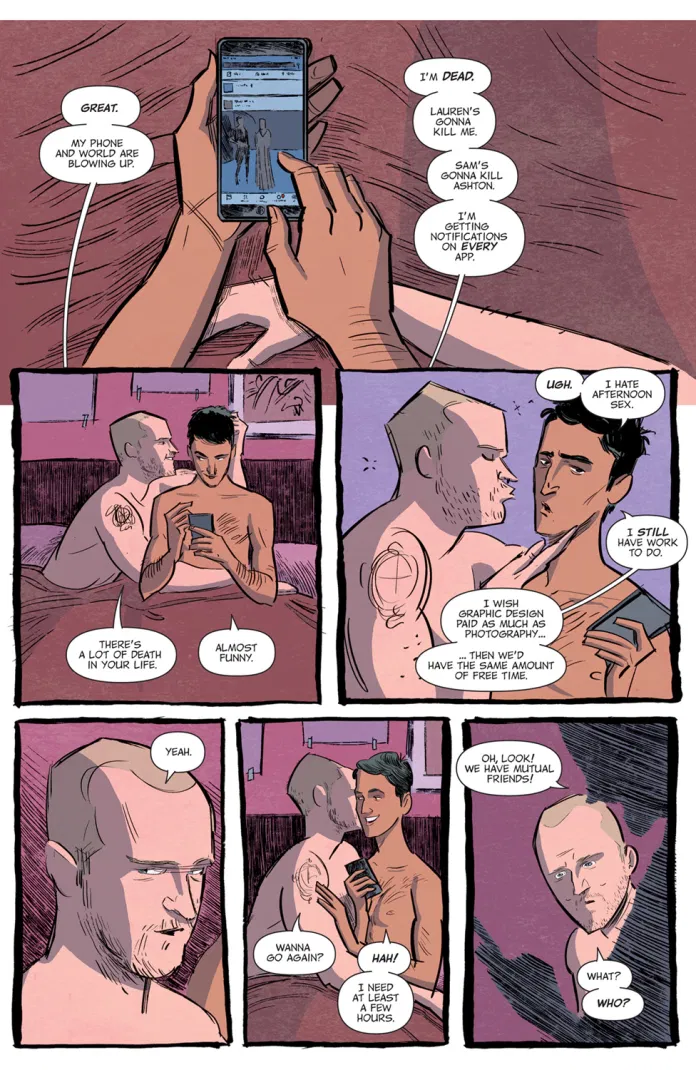 GREAT.
MY PHONE
AND WORLD ARE
BLOWING UP.
I'M DEAD.
LAUREN'S
GONNA
KILL ME.
SAM'S
GONNA KILL
ASHTON.
I'M
GETTING
NOTIFICATIONS
ON EVERY
APP.
THERE'S
A LOT OF DEATH
IN YOUR LIFE.
ALMOST
FUNNY.
UGH.
I HATE
AFTERNOON
SEX.
I STILL
HAVE WORK
TO DO.
I WISH
GRAPHIC DESIGN
PAID AS MUCH AS
PHOTOGRAPHY...
... THEN WE'D
HAVE THE SAME AMOUNT
OF FREE TIME.
YEAH.
WANNA
GO AGAIN?
HAH!
I NEED
AT LEAST
A FEW
HOURS.
OH, LOOK!
WE HAVE MUTUAL
FRIENDS!
WHAT?
WHO?